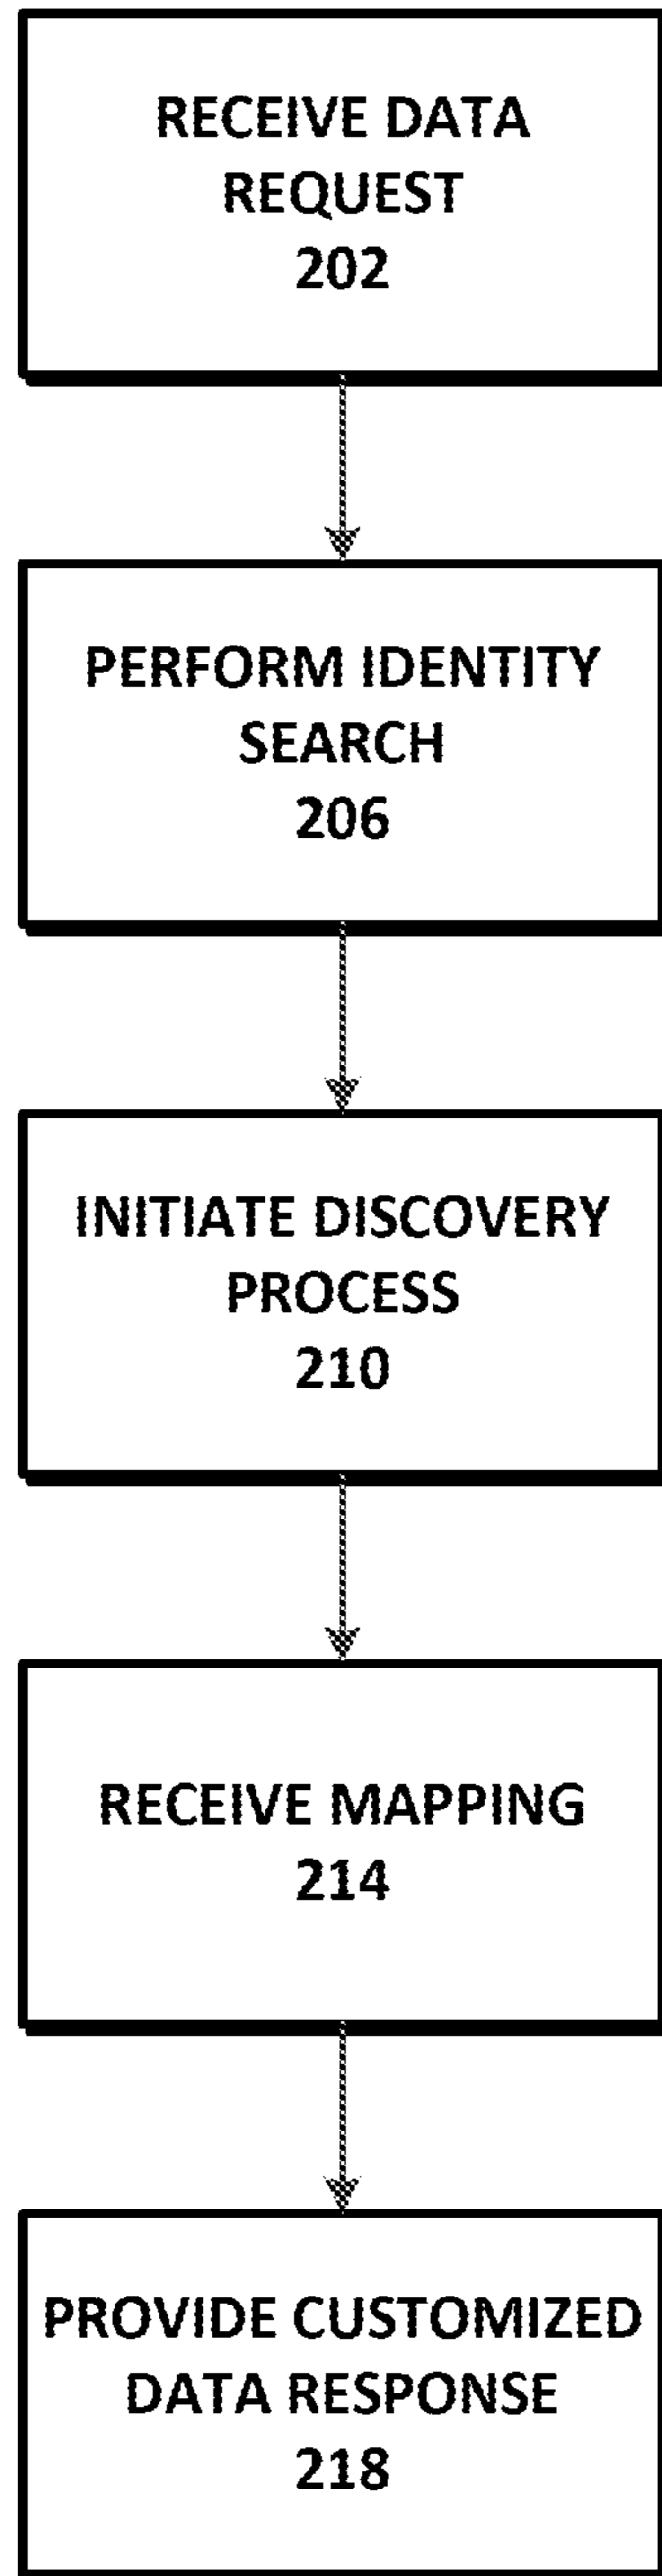 RECEIVE DATA
REQUEST
202
PERFORM IDENTITY
SEARCH
206
INITIATE DISCOVERY
PROCESS
210
RECEIVE MAPPING
214
PROVIDE CUSTOMIZED
DATA RESPONSE
218